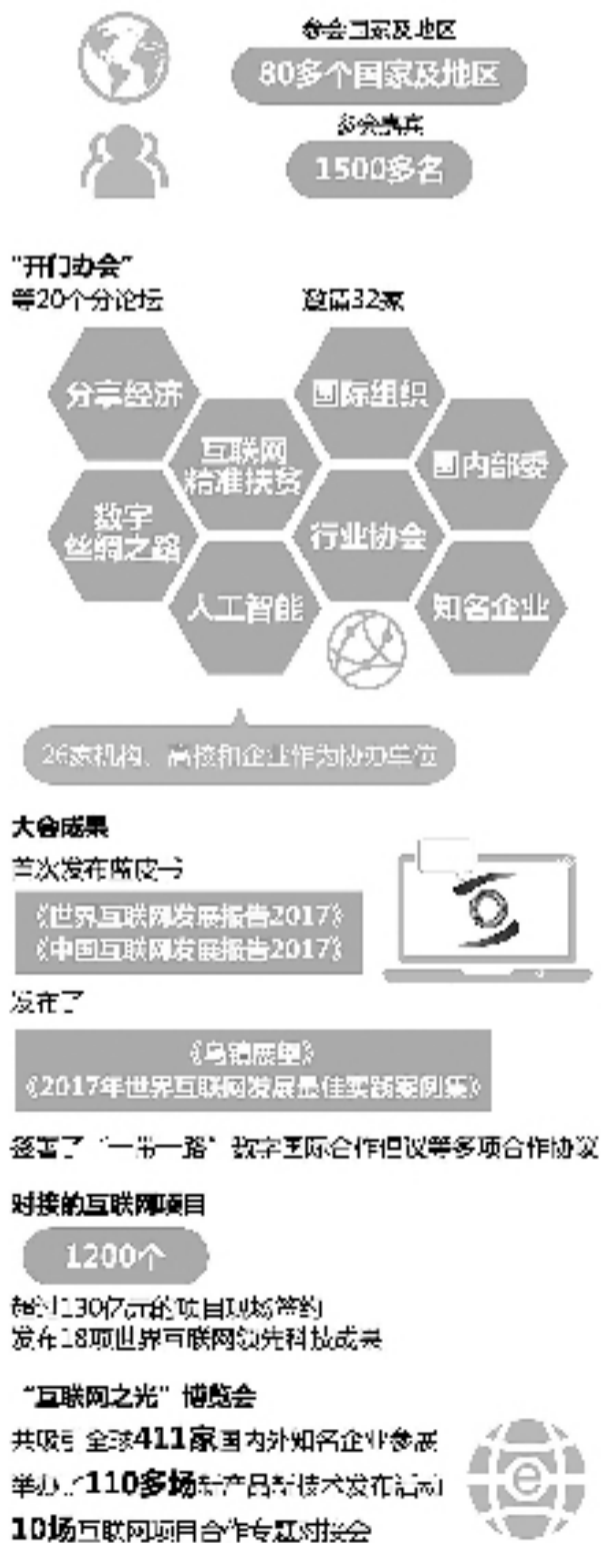 参会国家及地区
80多个国家及地区
参会嘉宾
1500多名
“开门办会”
等20个分论坛
邀请32家
分享经济
国际组织
互联网
精准扶贫
国内部委
数字
丝绸之路
行业协会
人工智能
知名企业
26家机构、高校和企业作为协办单位
大会成果
首次发布蓝皮书
《世界互联网发展报告2017》
《中国互联网发展报告2017》
发布了
《乌镇展望》
《2017年世界互联网发展最佳实践案例集》
签署了“一带一路”数字国际合作倡议等多项合作协议
对接的互联网项目
1200个
超过130亿元的项目现场签约
发布18项世界互联网领先科技成果
“互联网之光”博览会
共吸引全球411家国内外知名企业参展
举办了110多场新产品新技术发布活动
10场互联网项目合作专题对接会